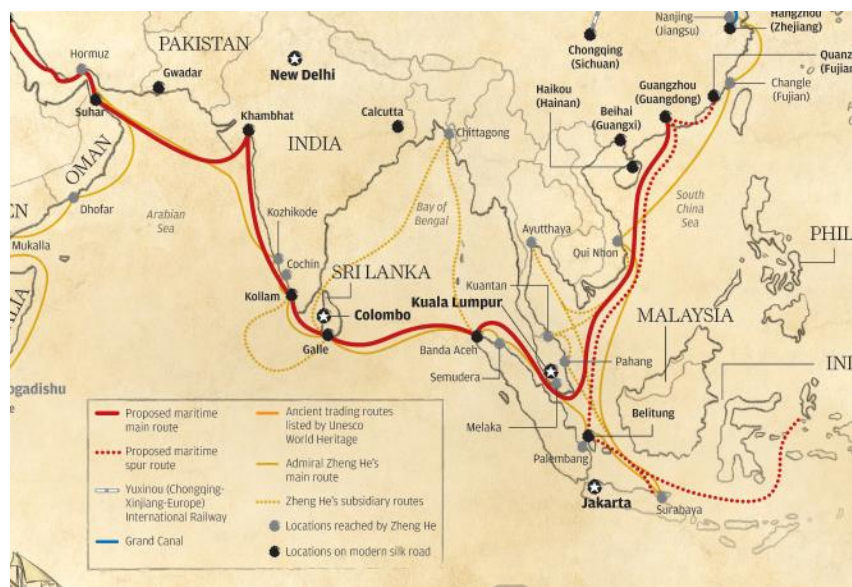 Nanjing
(Jiangsu)
Hangzhou
(Zhejiang)
PAKISTAN
Hormuz
Gwadar
New Delhi
Chongqing
(Sichuan)
Quanz
(Fujian
Suhar
Khambhat
Calcutta
Haikou
(Hainan)
Guangzhou
(Guangdong)
Changle
(Fujian)
Beihai
(Guangxi)
INDIA
Chittagong
OMAN
EN
Dhofar
Arabian
Sea
Bay of
Bengal
South
China
Sea
Mukalla
Kozhikode
Ayutthaya
Qui Nhon
PHIL
Cochin
SRI LANKA
Kuantan
LIA
Kollam
Colombo
Kuala Lumpur
MALAYSIA
Galle
Banda Aceh
Pahang
IN
Semudera
ogadishu
e
Melaka
Belitung
Palembang
Jakarta
Surabaya
Proposed maritime
main route
Proposed maritime
spur route
Yuxinou (Chongqing-
Xinjiang-Europe)
International Railway
Grand Canal
Ancient trading routes
listed by Unesco
World Heritage
Admiral Zheng He's
main route
Zheng He's subsidiary routes
Locations reached by Zheng He
Locations on modern silk road